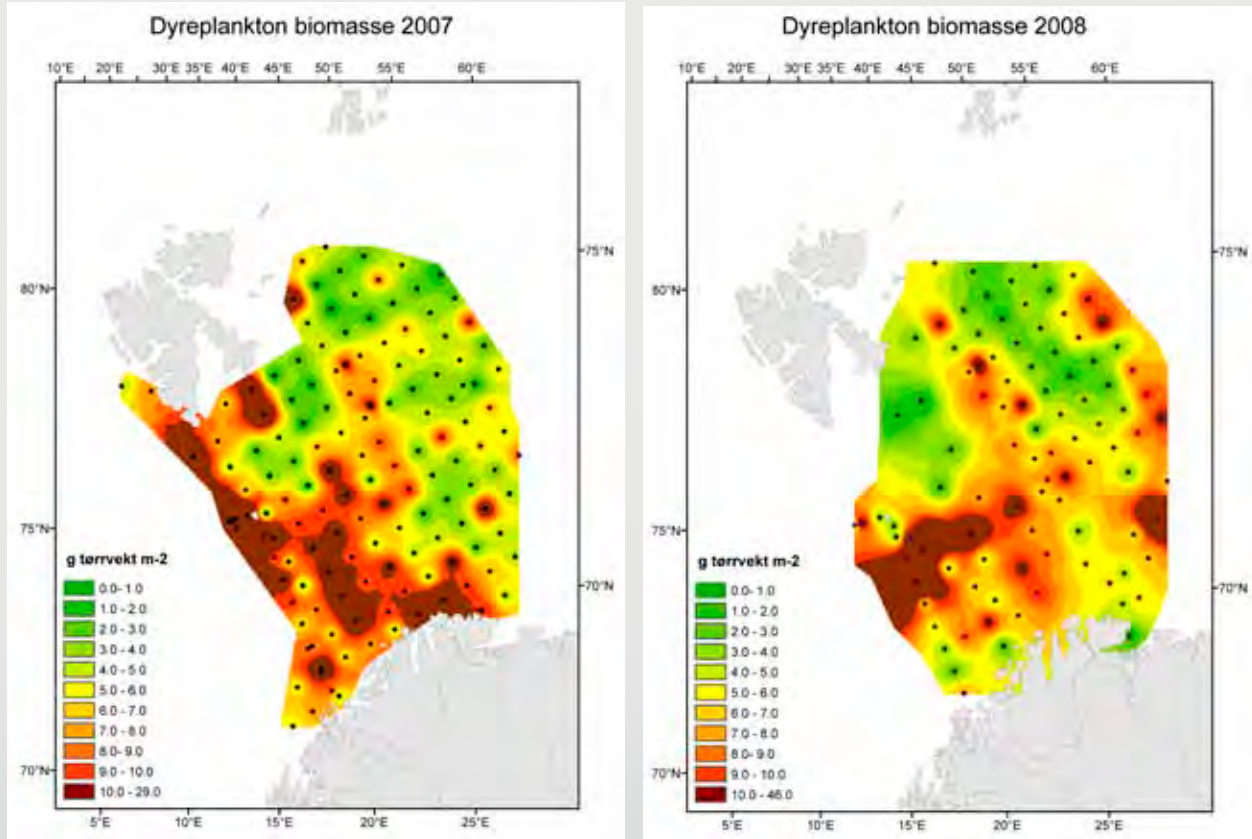 Dyreplankton biomasse 2007
10°E 20°E 30°E 35°E 40°E 45°E 50°E 55°E 60°E
75°N
80°N
75°N
70°N
70°N
g tørrvekt m-2
0.0- 1.0
1.0 - 2.0
2.0 - 3.0
3.0 - 4.0
4.0 - 5.0
5.0 - 6.0
6.0 - 7.0
7.0 - 8.0
8.0- 9.0
9.0 - 10.0
10.0 - 29.0
5°E 10°E 15°E 20°E 25°E
Dyreplankton biomasse 2008
10°E 20°E 30°E 35°E 40°E 45°E 50°E 55°E 60°E
75°N
80°N
75°N
70°N
70°N
g tørrvekt m-2
0.0- 1.0
1.0 - 2.0
2.0 - 3.0
3.0 - 4.0
4.0 - 5.0
5.0 - 6.0
6.0 - 7.0
7.0 - 8.0
8.0- 9.0
9.0 - 10.0
10.0 - 46.0
5°E 10°E 15°E 20°E 25°E